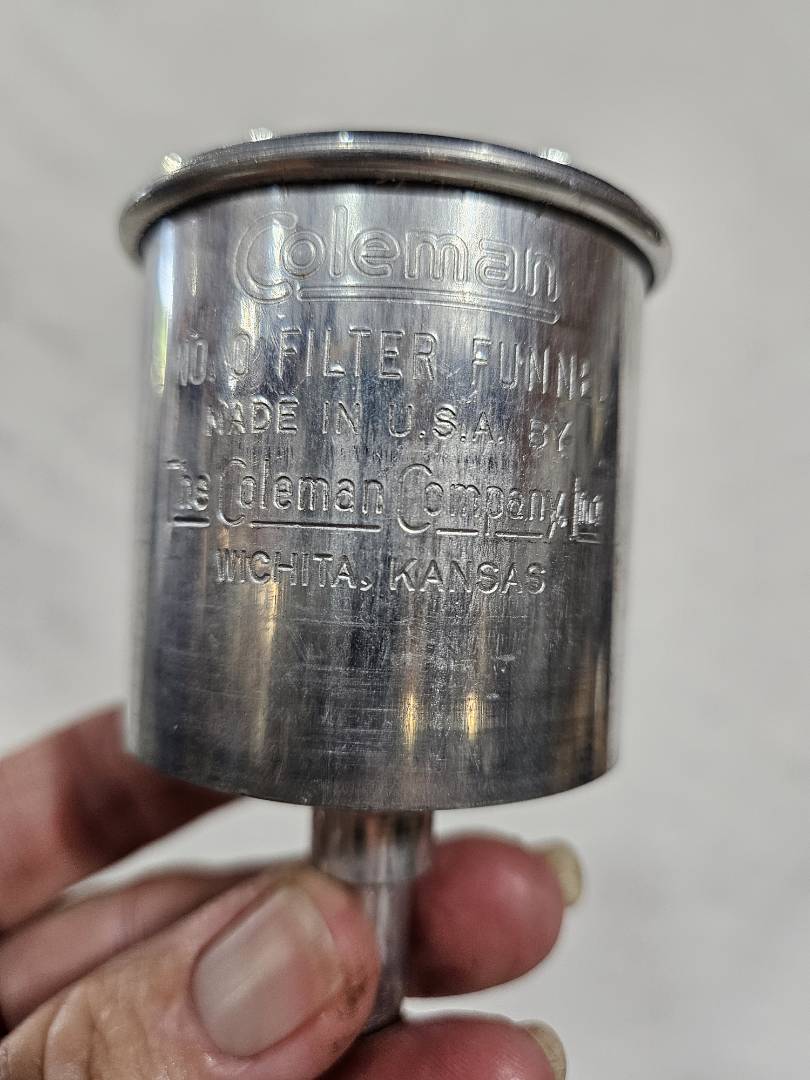 Coleman
NO. 0 FILTER FUNNEL
MADE IN U.S.A. BY
The Coleman Company, Inc
WICHITA, KANSAS